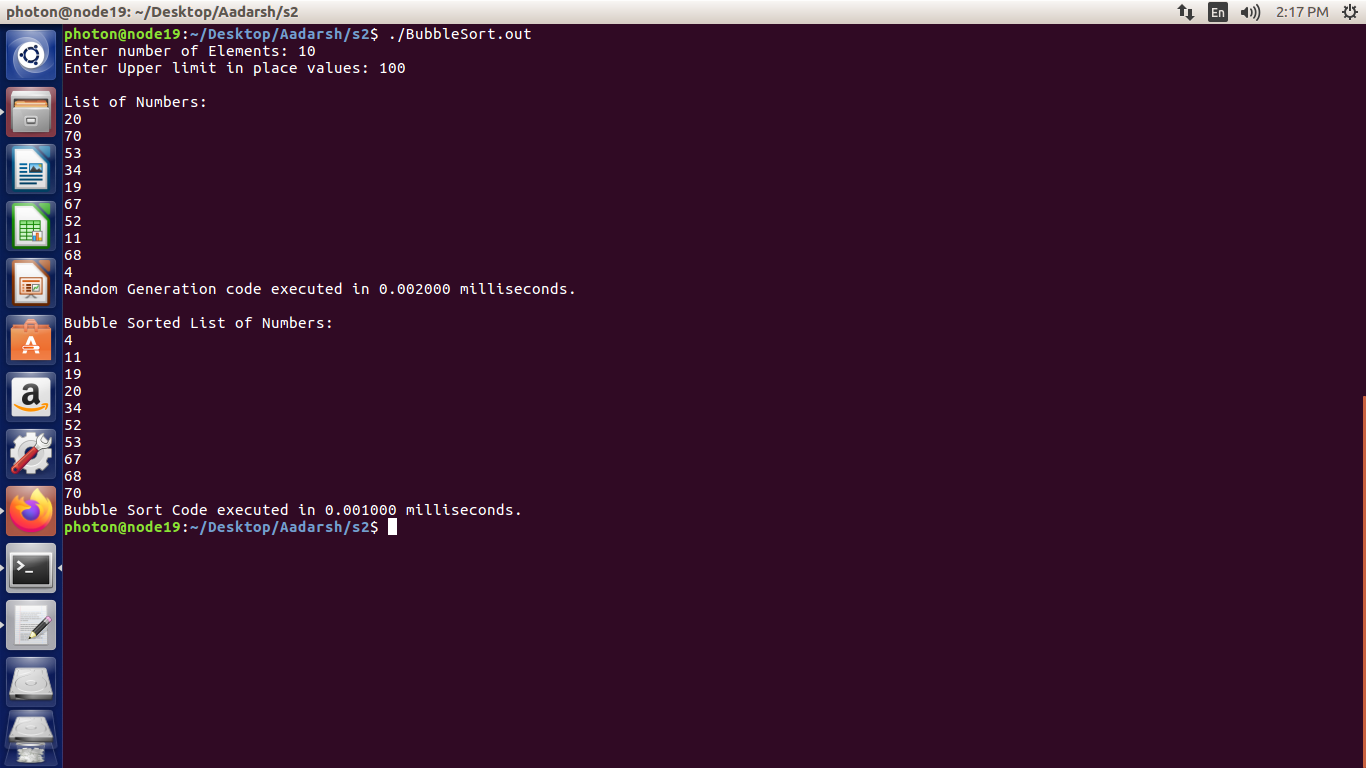 photon@node19: ~/Desktop/Aadarsh/s2
En
2:17 PM
photon@node19:~/Desktop/Aadarsh/s2$ ./BubbleSort.out
Enter number of Elements: 10
Enter Upper limit in place values: 100
List of Numbers:
20
70
53
34
19
67
52
11
68
4
Random Generation code executed in 0.002000 milliseconds.
Bubble Sorted List of Numbers:
4
11
19
20
34
52
53
67
68
70
Bubble Sort Code executed in 0.001000 milliseconds.
photon@node19:~/Desktop/Aadarsh/s2$